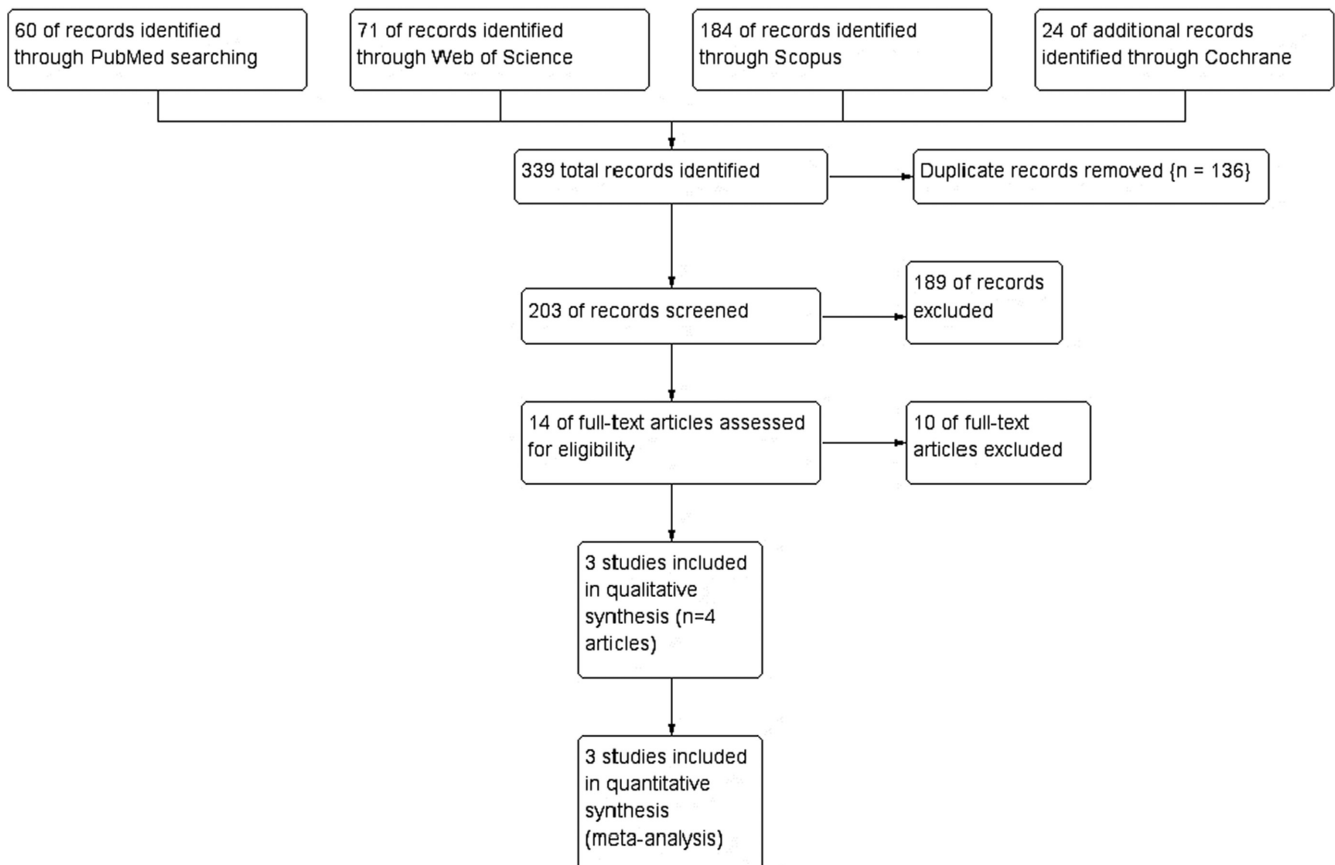 60 of records identified
through PubMed searching
71 of records identified
through Web of Science
184 of records identified
through Scopus
24 of additional records
identified through Cochrane
339 total records identified
Duplicate records removed {n = 136}
203 of records screened
189 of records
excluded
14 of full-text articles assessed
for eligibility
10 of full-text
articles excluded
3 studies included
in qualitative
synthesis (n=4
articles)
3 studies included
in quantitative
synthesis
(meta-analysis)